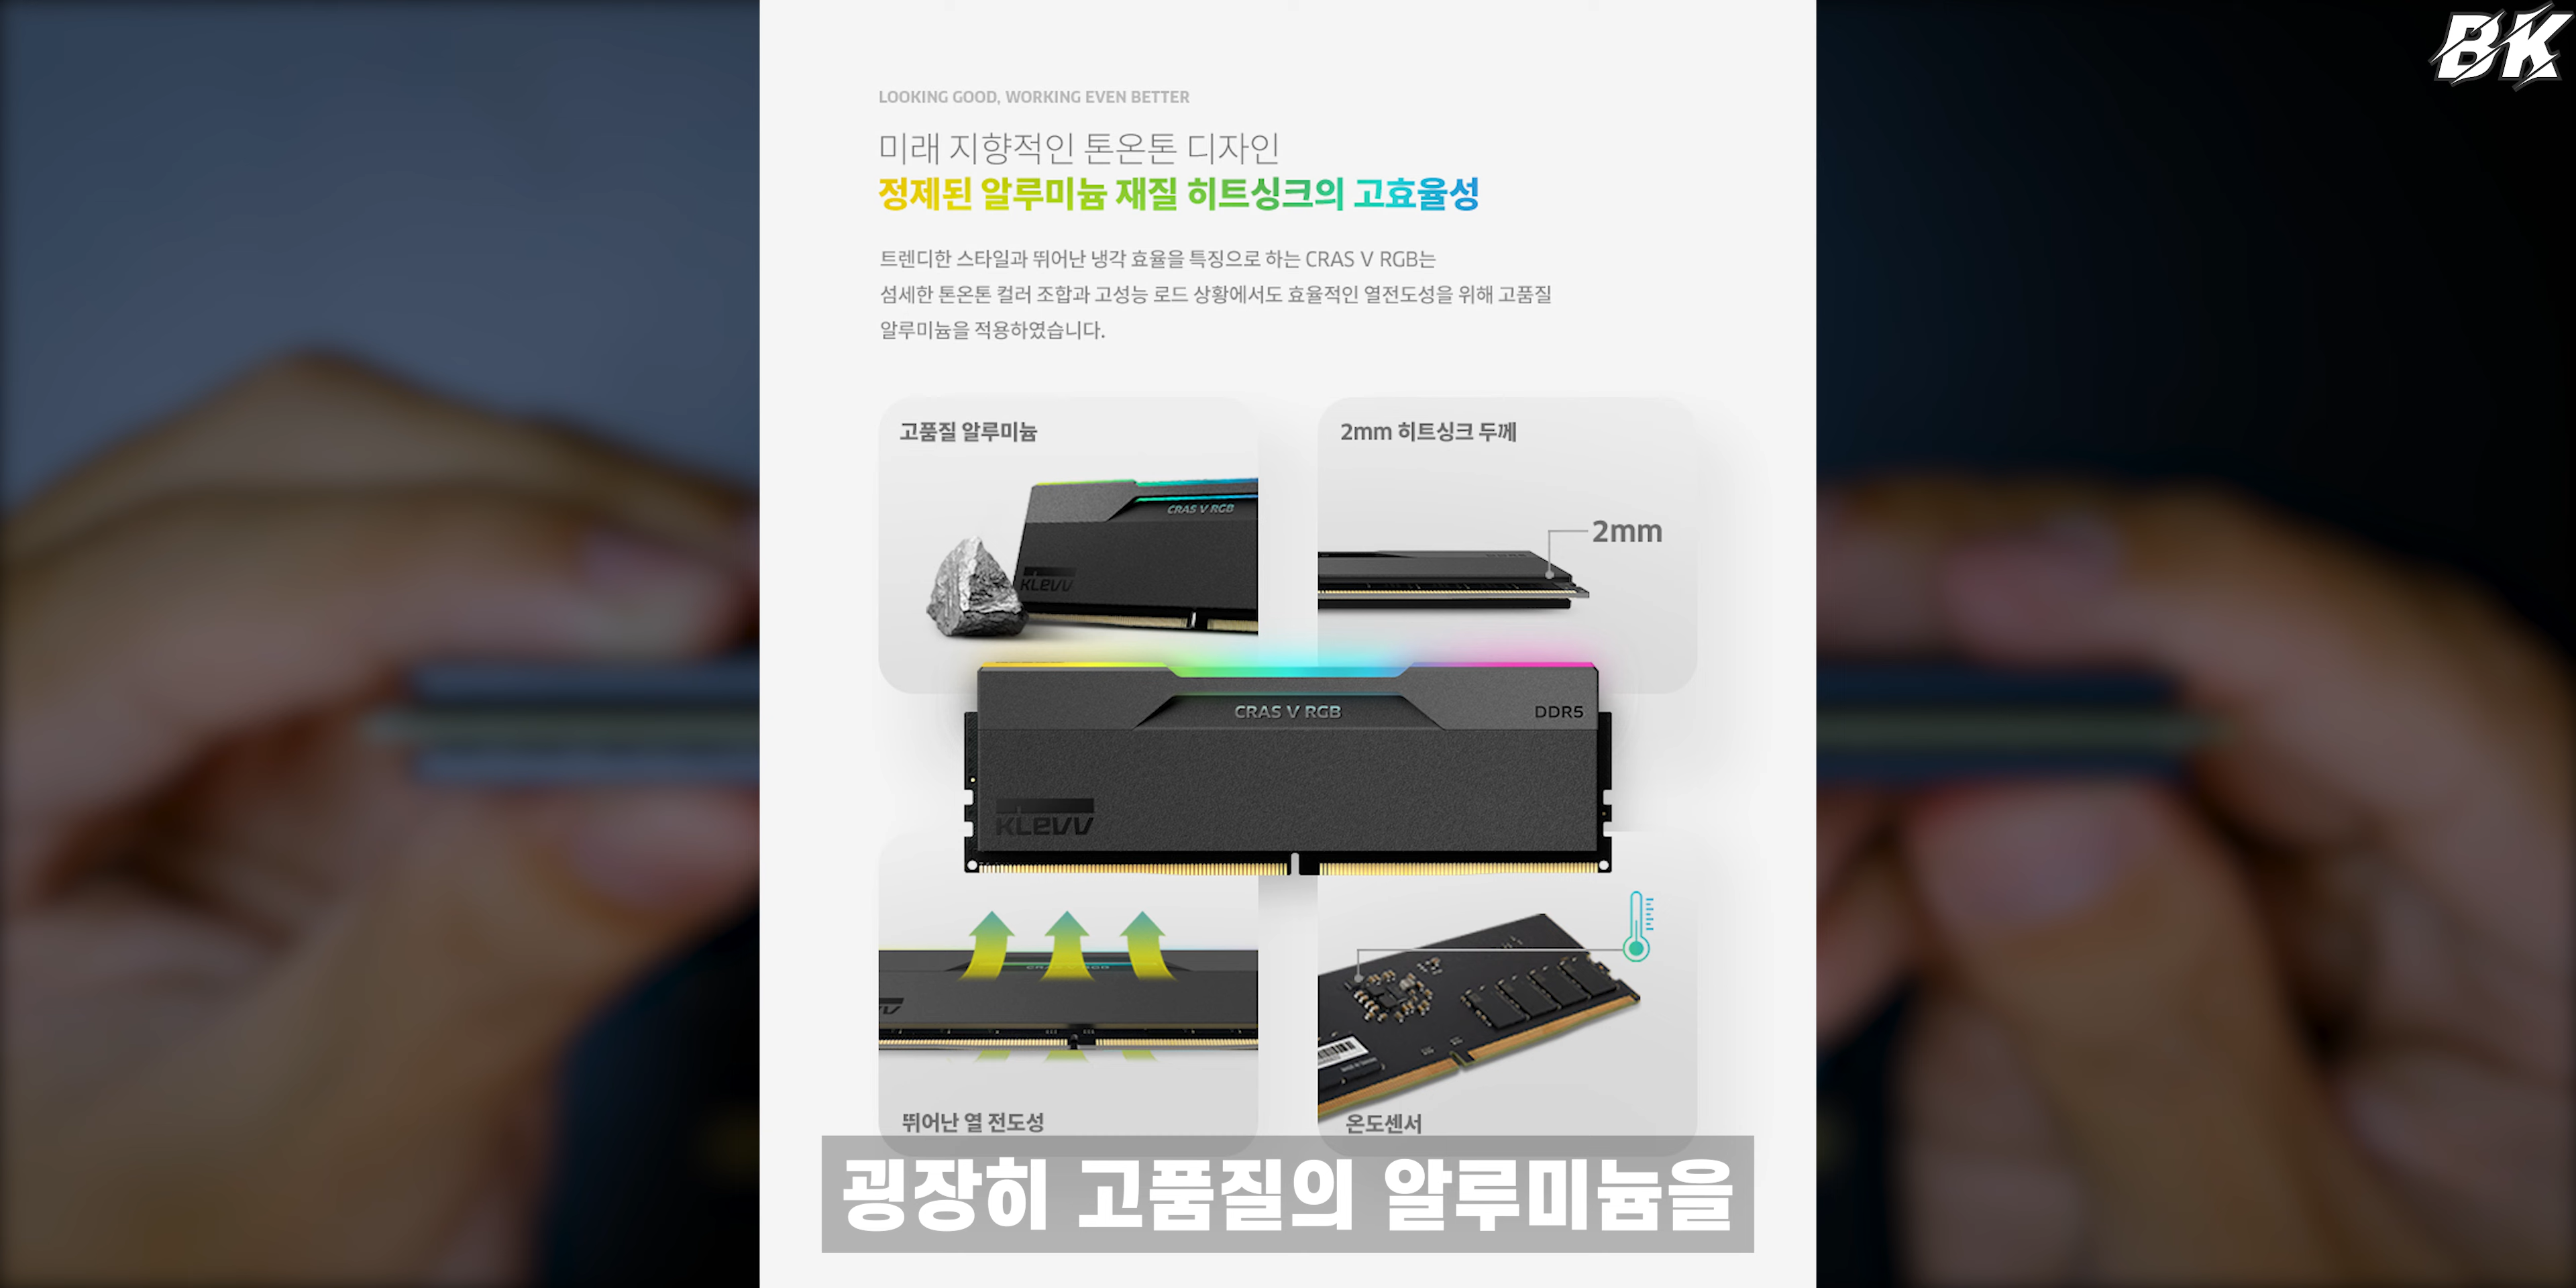 BK
LOOKING GOOD, WORKING EVEN BETTER
미래 지향적인 톤온톤 디자인
정제된 알루미늄 재질 히트싱크의 고효율성
트렌디한 스타일과 뛰어난 냉각 효율을 특징으로 하는 CRAS V RGB는
섬세한 톤온톤 컬러 조합과 고성능 로드 상황에서도 효율적인 열전도성을 위해 고품질
알루미늄을 적용하였습니다.
고품질 알루미늄
CRAS V RGB
KLEVV
2mm 히트싱크 두께
2mm
CRAS V RGB
DDR5
KLEVV
뛰어난 열 전도성
온도센서
굉장히 고품질의 알루미늄을